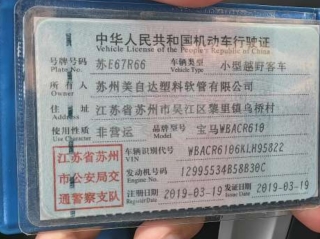 中华人民共和国机动车行驶证
Vehicle License of the People's Republic of China
号牌号码 苏E67R66 车辆类型 小型越野客车
Plate No. Vehicle Type
所有人 苏州美自达塑料软管有限公司
Owner
住址 江苏省苏州市吴江区黎里镇乌桥村
Address
使用性质 非营运 品牌型号 宝马WBACR610
Use Character Model
江苏省苏州
市公安局交
通警察支队
车辆识别代号 WBACR6106KLH95822
VIN
发动机号码 12995534B58B30C
Engine No.
注册日期 2019-03-19 发证日期 2019-03-19
Register Date Issue Date